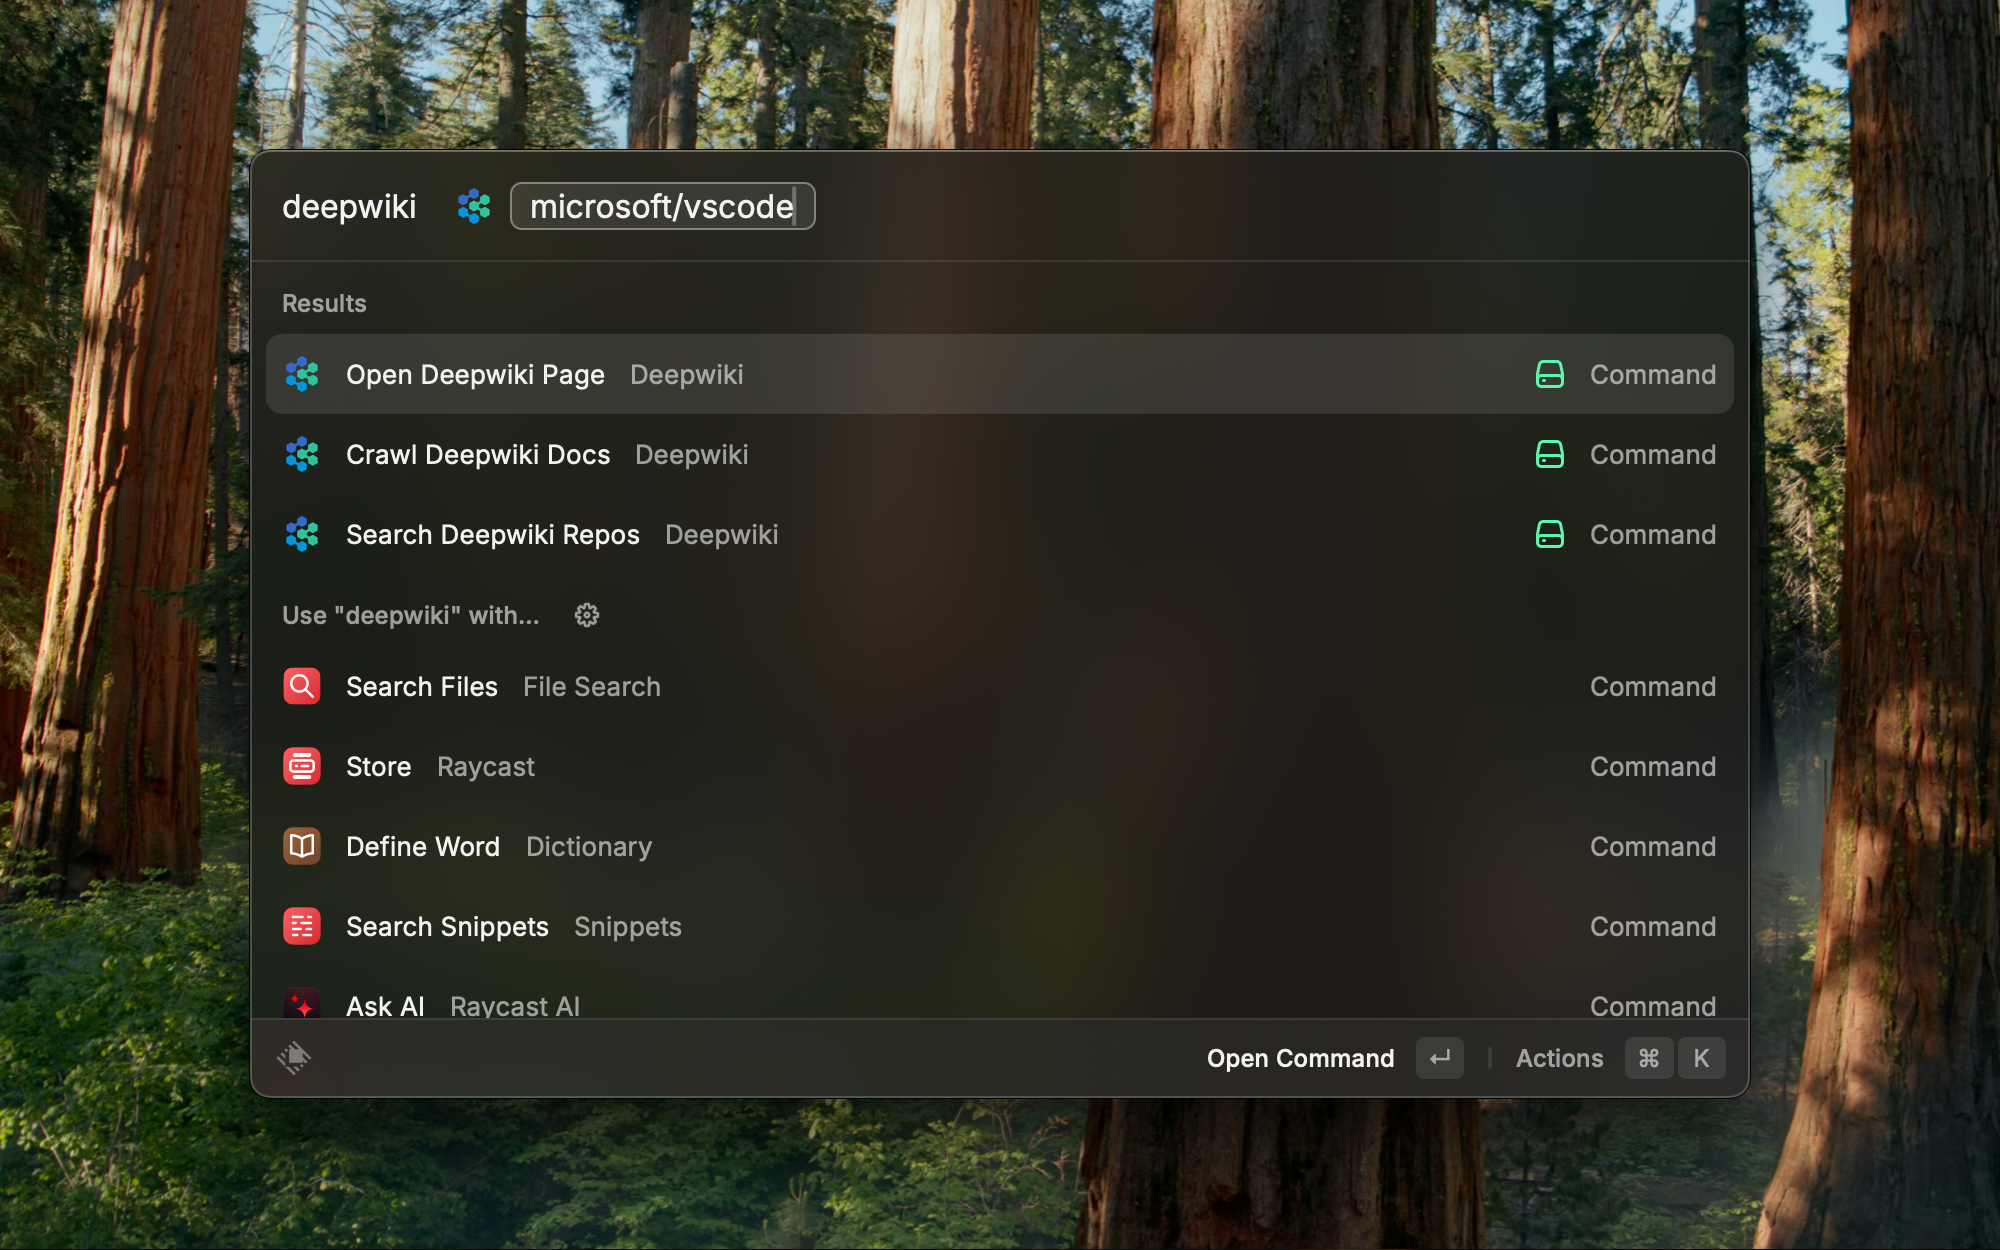 deepwiki microsoft/vscode
Results
Open Deepwiki Page Deepwiki Command
Crawl Deepwiki Docs Deepwiki Command
Search Deepwiki Repos Deepwiki Command
Use "deepwiki" with...
Search Files File Search Command
Store Raycast Command
Define Word Dictionary Command
Search Snippets Snippets Command
Ask AI Raycast AI Command
Open Command ↵ Actions ⌘ K